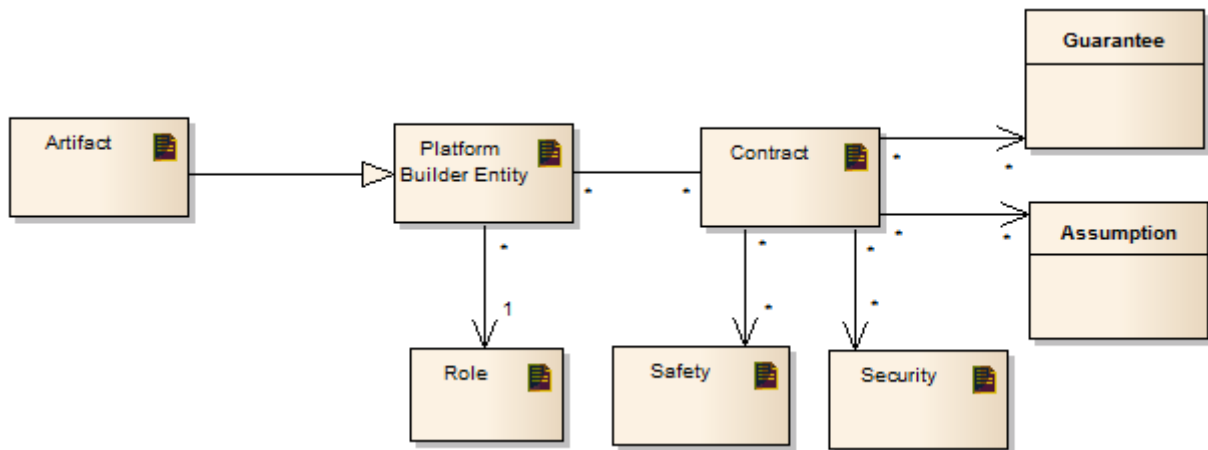 Guarantee
Artifact
Platform
Builder Entity
Contract
*
*
*
*
*
*
Assumption
*
*
*
*
1
*
*
Role
Safety
Security